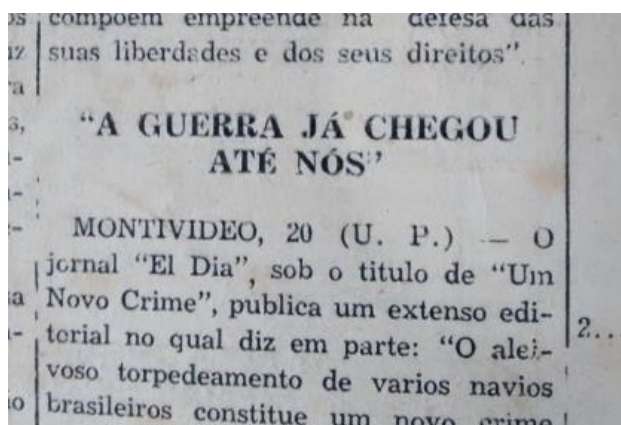 compõem empreende na defesa das
suas liberdades e dos seus direitos".
"A GUERRA JÁ CHEGOU
ATÉ NÓS"
MONTIVIDEO, 20 (U. P.) — O
jornal "El Dia", sob o titulo de "Um
Novo Crime", publica um extenso edi-
torial no qual diz em parte: "O alei-
voso torpedeamento de varios navios
brasileiros constitue um novo crime
2..